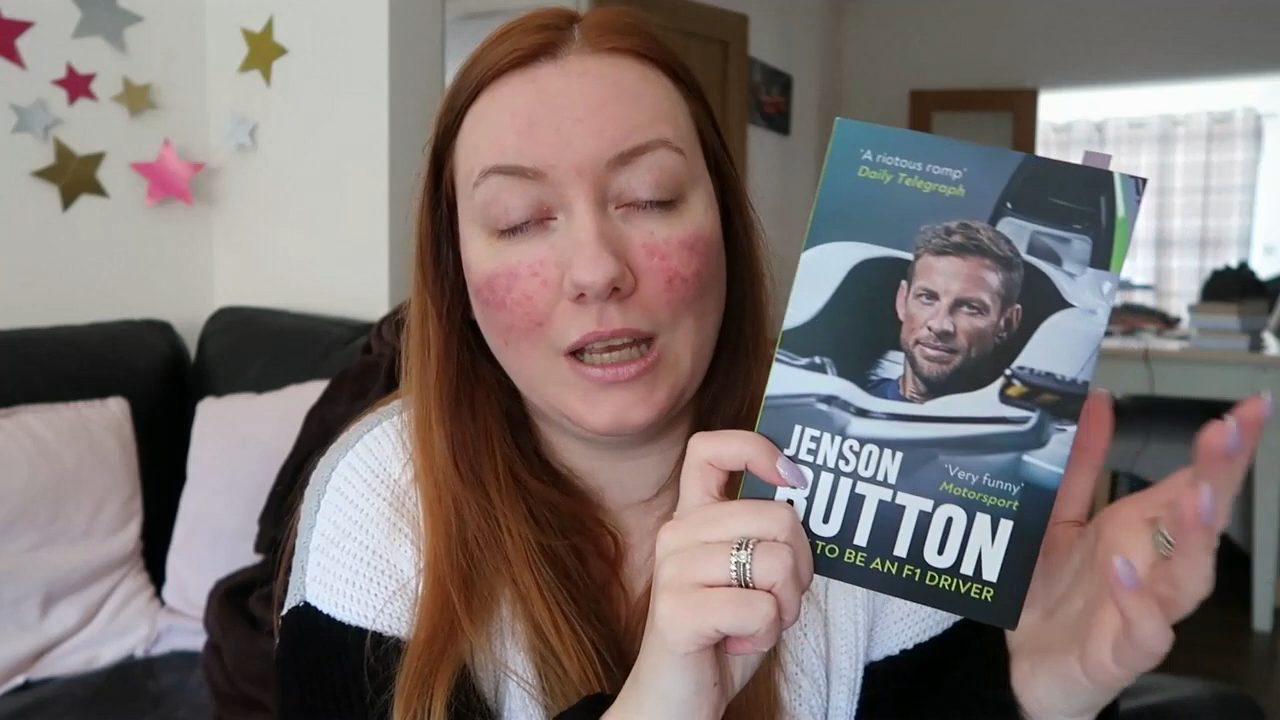 'A riotous romp'
Daily Telegraph
JENSON
BUTTON
'Very funny'
Motorsport
TO BE AN F1 DRIVER